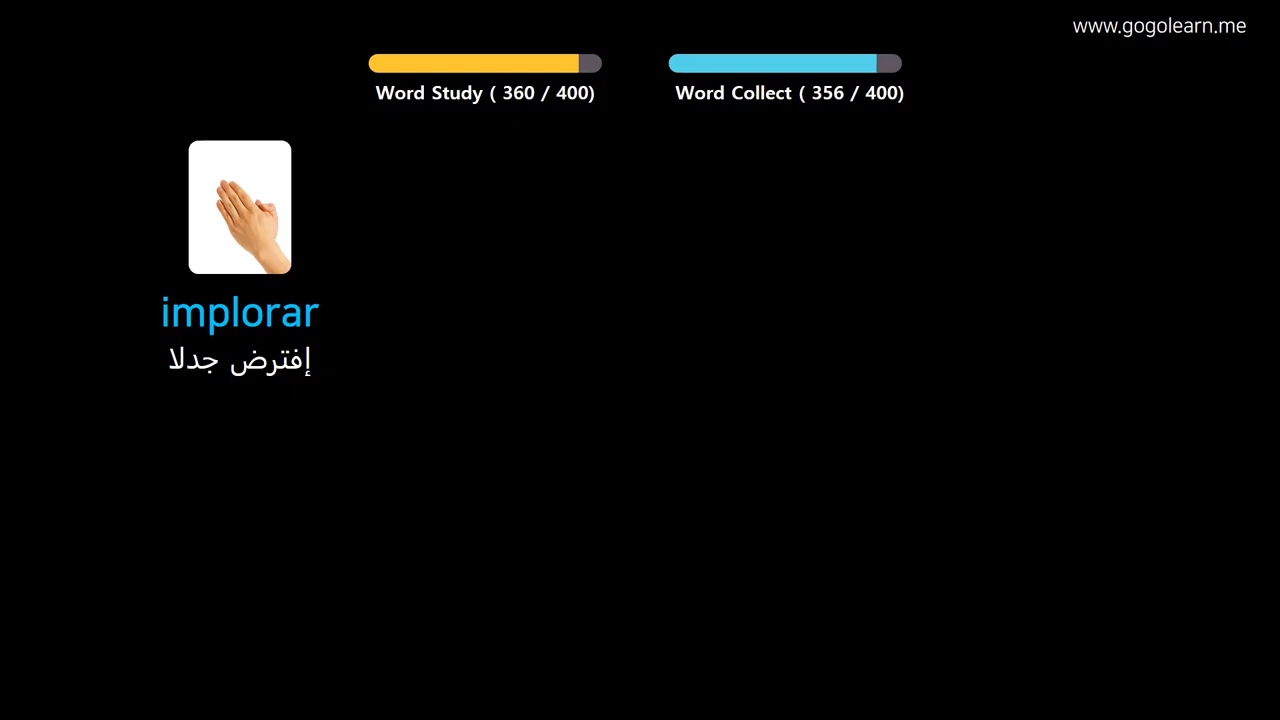 www.gogolearn.me
Word Study ( 360 / 400)
Word Collect ( 356 / 400)
implorar
إفترض جدلا